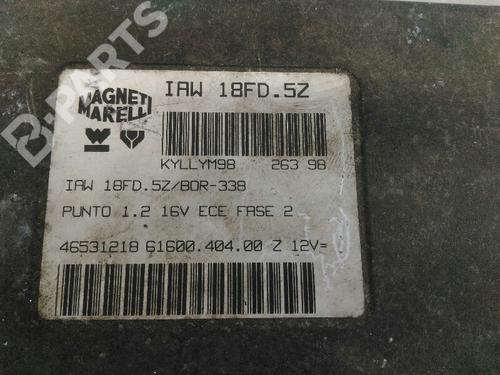 B-PARTS
MAGNETI MARELLI
IAW 18FD.5Z
KYLLYM98 263 98
IAW 18FD.5Z/BOR-338
PUNTO 1.2 16V ECE FASE 2
46531218 61600.404.00 Z 12V=